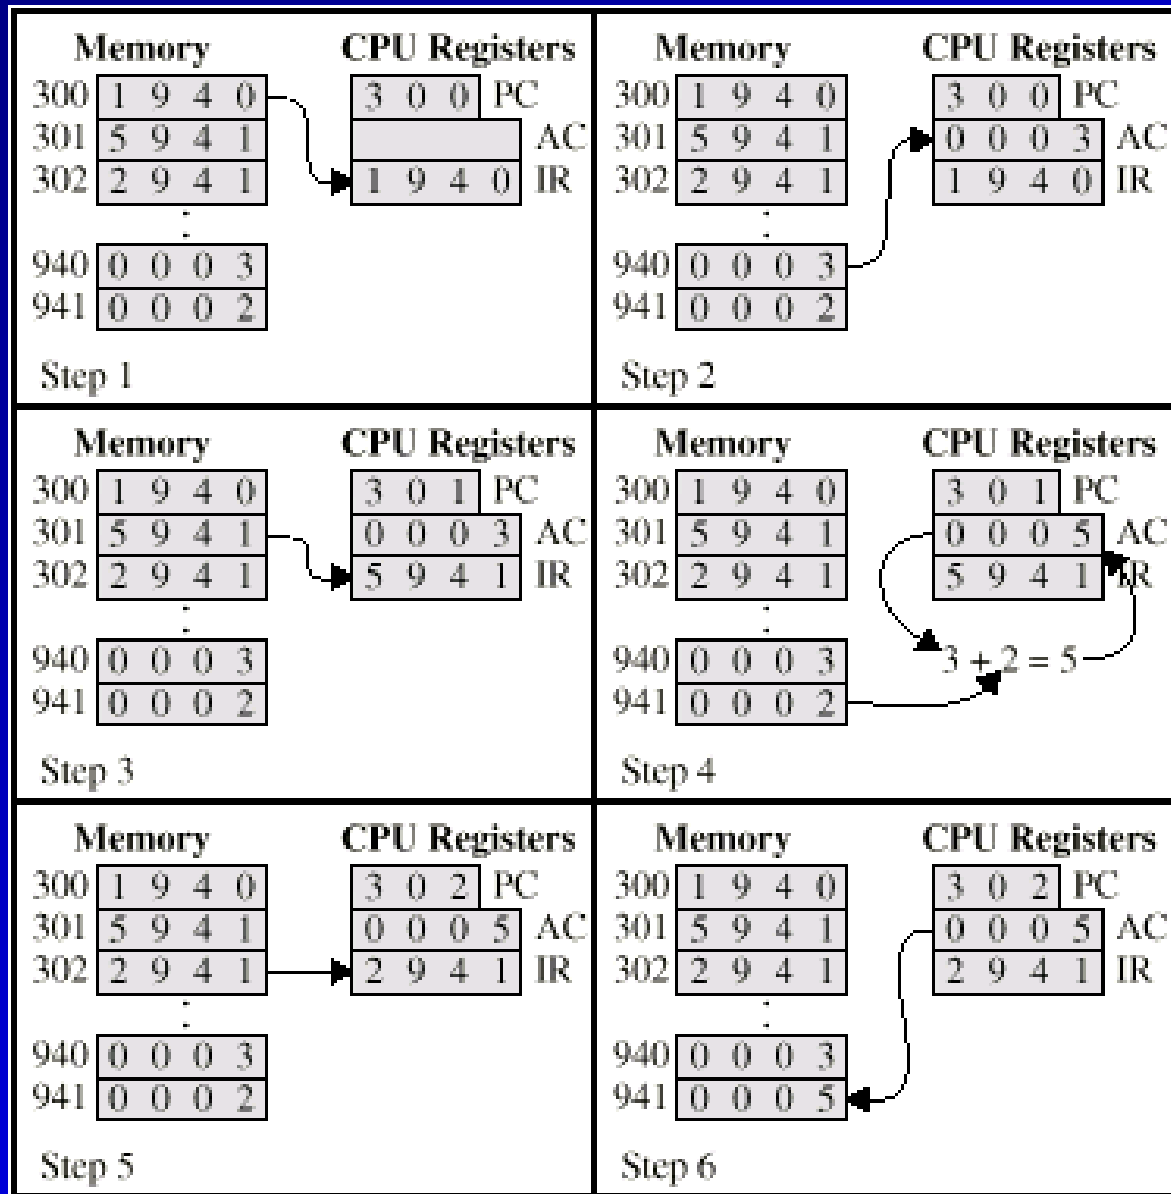 Memory CPU Registers
300 1 9 4 0 3 0 0 PC
301 5 9 4 1 AC
302 2 9 4 1 1 9 4 0 IR
940 0 0 0 3
941 0 0 0 2
Step 1
Memory CPU Registers
300 1 9 4 0 3 0 0 PC
301 5 9 4 1 0 0 0 3 AC
302 2 9 4 1 1 9 4 0 IR
940 0 0 0 3
941 0 0 0 2
Step 2
Memory CPU Registers
300 1 9 4 0 3 0 1 PC
301 5 9 4 1 0 0 0 3 AC
302 2 9 4 1 5 9 4 1 IR
940 0 0 0 3
941 0 0 0 2
Step 3
Memory CPU Registers
300 1 9 4 0 3 0 1 PC
301 5 9 4 1 0 0 0 5 AC
302 2 9 4 1 5 9 4 1 IR
940 0 0 0 3 3 + 2 = 5
941 0 0 0 2
Step 4
Memory CPU Registers
300 1 9 4 0 3 0 2 PC
301 5 9 4 1 0 0 0 5 AC
302 2 9 4 1 2 9 4 1 IR
940 0 0 0 3
941 0 0 0 2
Step 5
Memory CPU Registers
300 1 9 4 0 3 0 2 PC
301 5 9 4 1 0 0 0 5 AC
302 2 9 4 1 2 9 4 1 IR
940 0 0 0 3
941 0 0 0 5
Step 6